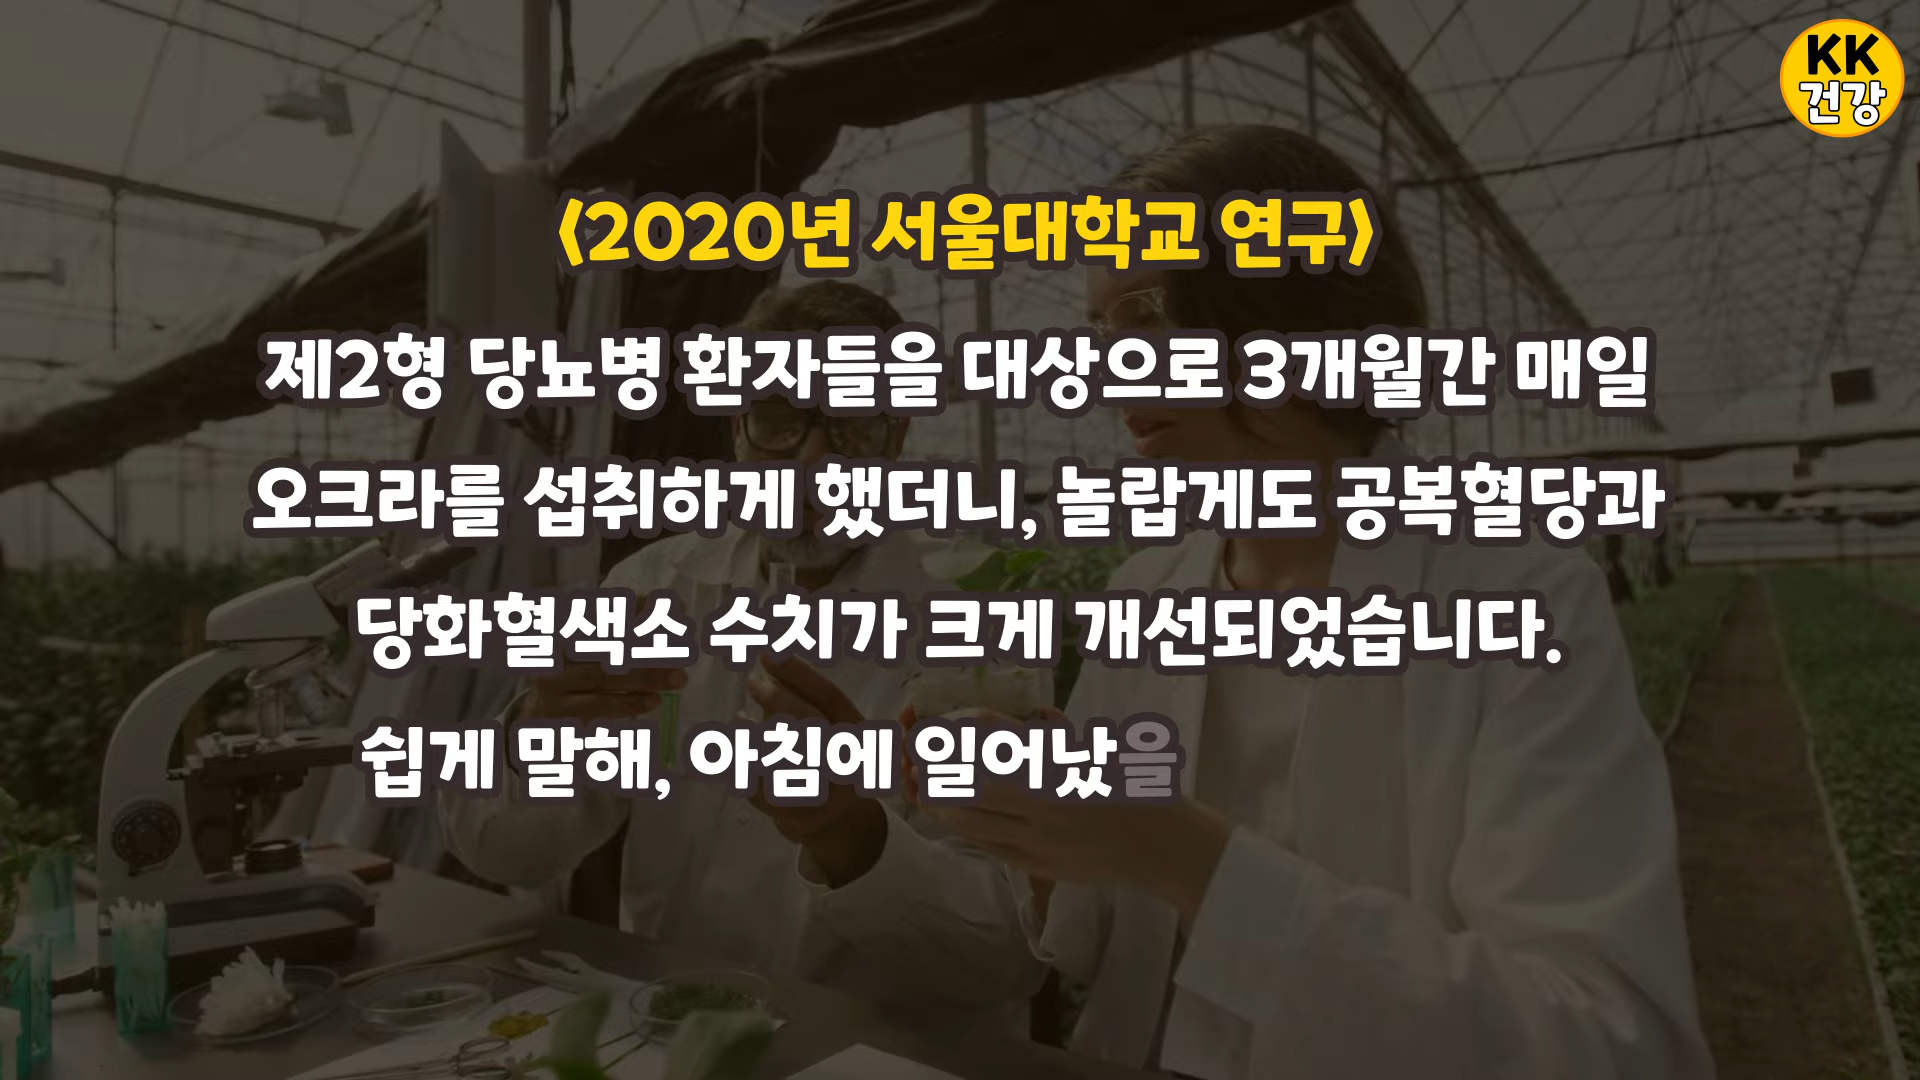 KK
건강
<2020년 서울대학교 연구>
제2형 당뇨병 환자들을 대상으로 3개월간 매일
오크라를 섭취하게 했더니, 놀랍게도 공복혈당과
당화혈색소 수치가 크게 개선되었습니다.
쉽게 말해, 아침에 일어났을